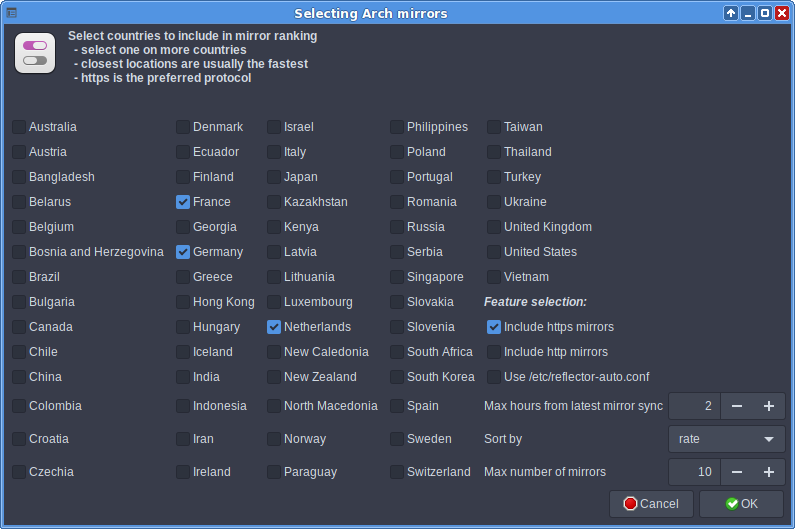 Selecting Arch mirrors
Select countries to include in mirror ranking
- select one on more countries
- closest locations are usually the fastest
- https is the preferred protocol
Australia Denmark Israel Philippines Taiwan
Austria Ecuador Italy Poland Thailand
Bangladesh Finland Japan Portugal Turkey
Belarus France Kazakhstan Romania Ukraine
Belgium Georgia Kenya Russia United Kingdom
Bosnia and Herzegovina Germany Latvia Serbia United States
Brazil Greece Lithuania Singapore Vietnam
Bulgaria Hong Kong Luxembourg Slovakia Feature selection:
Canada Hungary Netherlands Slovenia Include https mirrors
Chile Iceland New Caledonia South Africa Include http mirrors
China India New Zealand South Korea Use /etc/reflector-auto.conf
Colombia Indonesia North Macedonia Spain Max hours from latest mirror sync 2
Croatia Iran Norway Sweden Sort by rate
Czechia Ireland Paraguay Switzerland Max number of mirrors 10
Cancel OK